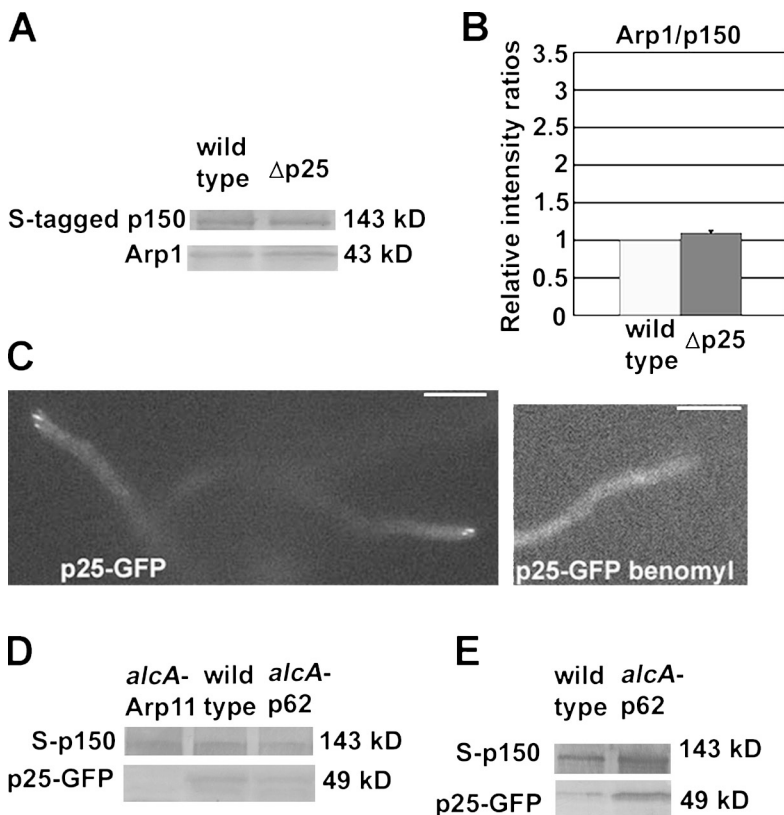 A
wild
type
Δp25
S-tagged p150
143 kD
Arp1
43 kD
B
Arp1/p150
Relative intensity ratios
3.5
3
2.5
2
1.5
1
0.5
0
wild
type
Δp25
C
p25-GFP
p25-GFP benomyl
D
alcA-
Arp11
wild
type
alcA-
p62
S-p150
143 kD
p25-GFP
49 kD
E
wild
type
alcA-
p62
S-p150
143 kD
p25-GFP
49 kD